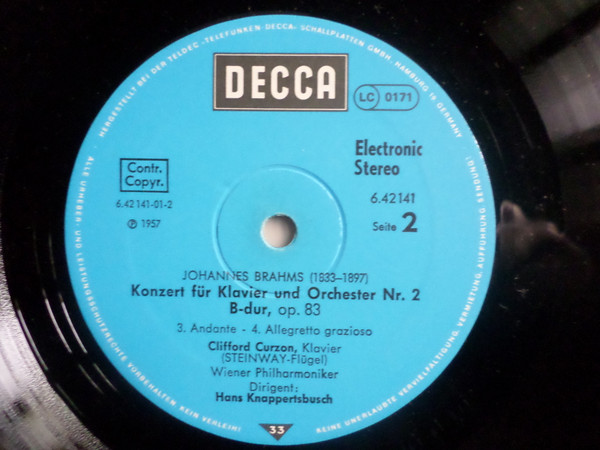 HERGESTELLT BEI DER TELDEC »TELEFUNKEN-DECCA« SCHALLPLATTEN GMBH, HAMBURG 19 GERMANY
DECCA
LC 0171
Contr.
Copyr.
Electronic
Stereo
6.42141-01-2
6.42141
Ⓟ 1957
Seite 2
JOHANNES BRAHMS (1833–1897)
Konzert für Klavier und Orchester Nr. 2
B-dur, op. 83
3. Andante - 4. Allegretto grazioso
Clifford Curzon, Klavier
(STEINWAY-Flügel)
Wiener Philharmoniker
Dirigent:
Hans Knappertsbusch
33
ALLE URHEBER- UND LEISTUNGSSCHUTZRECHTE VORBEHALTEN KEIN VERLEIH!
KEINE UNERLAUBTE VERVIELFÄLTIGUNG, VERMIETUNG, AUFFÜHRUNG, SENDUNG!